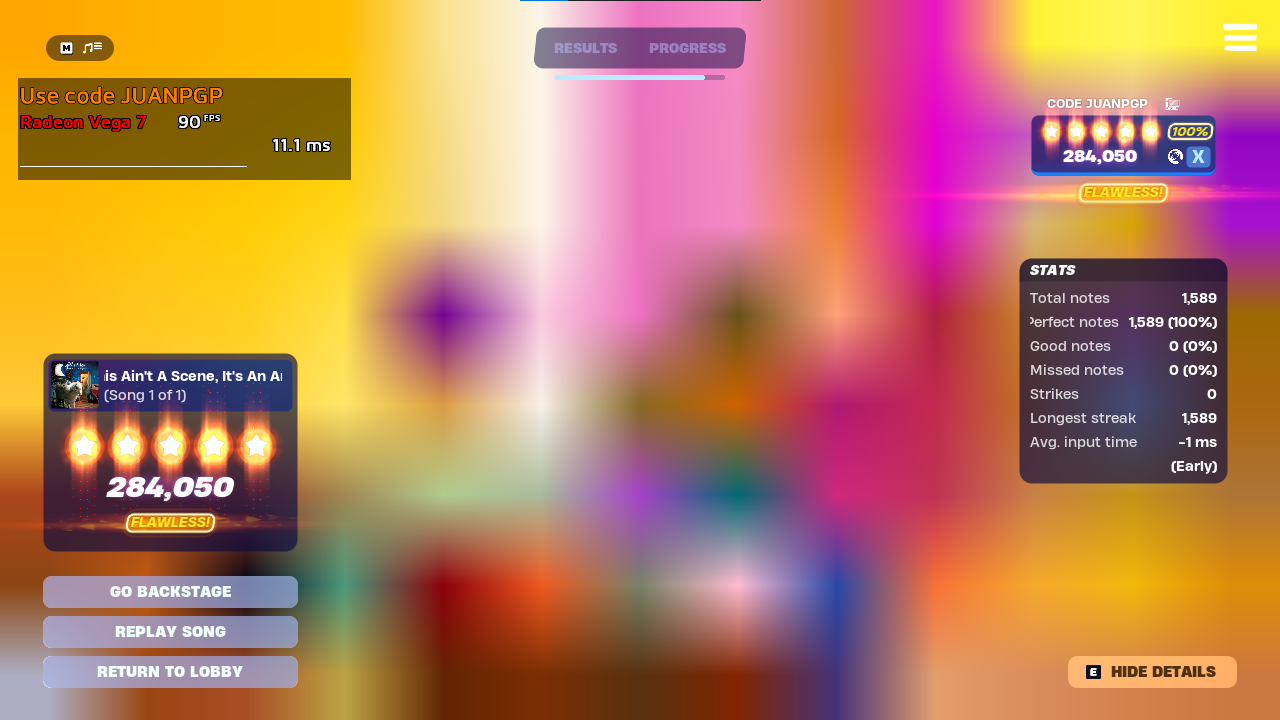 M
RESULTS PROGRESS
Use code JUANPGP
Radeon Vega 7 90 FPS
11.1 ms
CODE JUANPGP
100%
284,050 X
FLAWLESS!
STATS
Total notes 1,589
Perfect notes 1,589 (100%)
Good notes 0 (0%)
Missed notes 0 (0%)
Strikes 0
Longest streak 1,589
Avg. input time -1 ms
(Early)
is Ain't A Scene, It's An Ar
(Song 1 of 1)
284,050
FLAWLESS!
GO BACKSTAGE
REPLAY SONG
RETURN TO LOBBY
E HIDE DETAILS